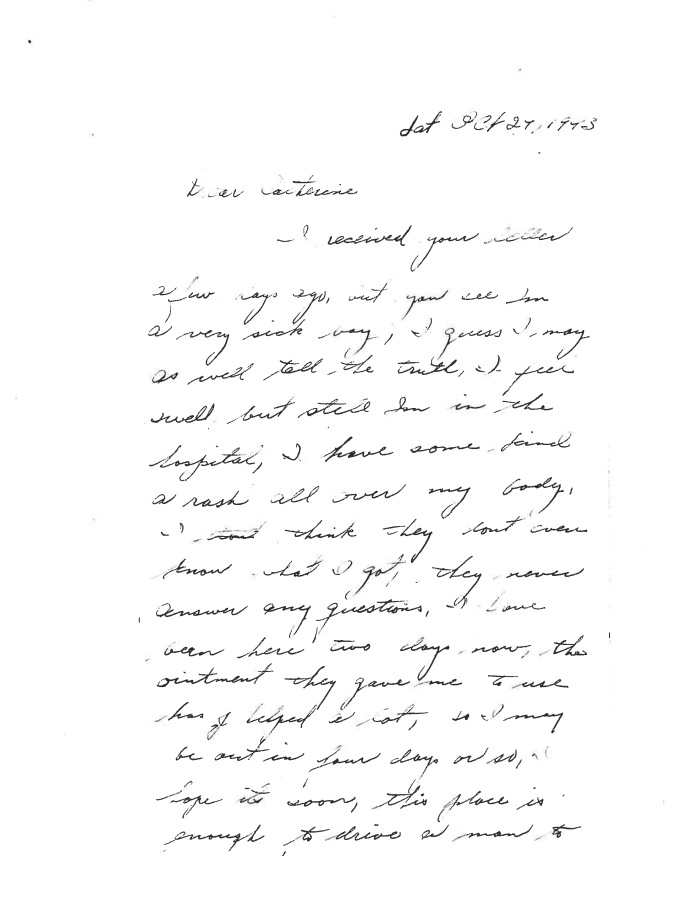 Sat Oct 27, 1943
Dear Catherine
I received your letter
a few days ago, but you see Im
a very sick boy, I guess I may
as well tell the truth, I feel
swell but still Im in the
hospital, I have some kind
a rash all over my body,
I think they dont even
know what I got, they never
answer any questions, I have
been here two days now, the
ointment they gave me to use
has helped a lot, so I may
be out in four days or so, I
hope its soon, this place is
enough to drive a man to